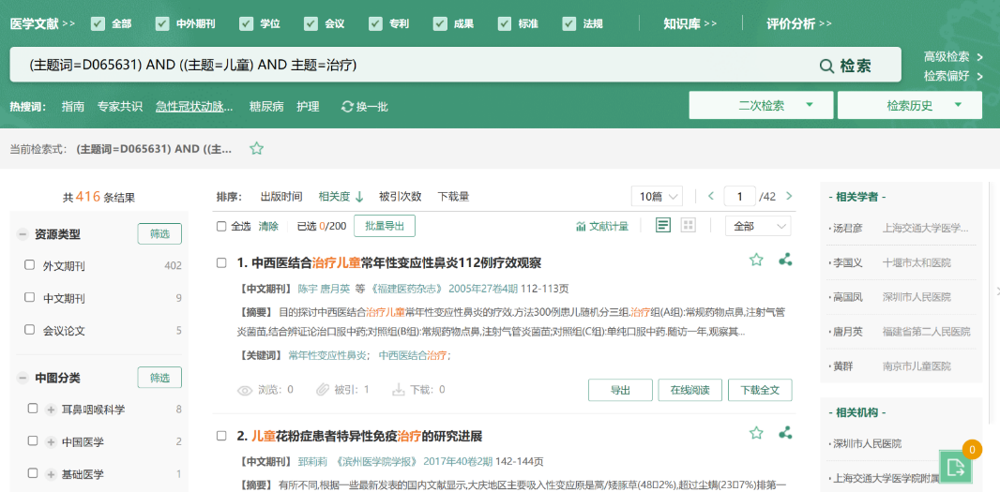 医学文献 >> 全部 中外期刊 学位 会议 专利 成果 标准 法规 知识库 >> 评价分析 >>
(主题词=D065631) AND ((主题=儿童) AND 主题=治疗) 检索
高级检索 >
检索偏好 >
热搜词： 指南 专家共识 急性冠状动脉... 糖尿病 护理 换一批
二次检索 检索历史
当前检索式： (主题词=D065631) AND ((主...
共 416 条结果
排序： 出版时间 相关度 被引次数 下载量 10篇 < 1 /42 >
全选 清除 已选 0/200 批量导出 文献计量 全部
资源类型 筛选
外文期刊 402
中文期刊 9
会议论文 5
中图分类 筛选
耳鼻咽喉科学 8
中国医学 2
基础医学 1
1. 中西医结合治疗儿童常年性变应性鼻炎112例疗效观察
【中文期刊】 陈宇 唐月英 等 《福建医药杂志》 2005年27卷4期 112-113页
【摘要】 目的探讨中西医结合治疗儿童常年性变应性鼻炎的疗效.方法300例患儿随机分三组.治疗组(A组):常规药物点鼻,注射气管
炎菌苗,结合辨证论治口服中药;对照组(B组):常规药物点鼻,注射气管炎菌苗;对照组(C组):单纯口服中药.随访一年,观察其...
【关键词】 常年性变应性鼻炎； 中西医结合治疗；
浏览：0 被引：1 下载：0 导出 在线阅读 下载全文
2. 儿童花粉症患者特异性免疫治疗的研究进展
【中文期刊】 郅莉莉 《滨州医学院学报》 2017年40卷2期 142-144页
【摘要】 有所不同,根据一些最新发表的国内文献显示,大庆地区主要吸入性变应原是蒿/矮豚草(48▯2%),超过尘螨(23▯7%)排第一
- 相关学者 -
·汤君彦 上海交通大学医学...
·李国义 十堰市太和医院
·高国凤 深圳市人民医院
·唐月英 福建省第二人民医院
·黄群 南京市儿童医院
- 相关机构 -
·深圳市人民医院
·上海交通大学医学院附属
0